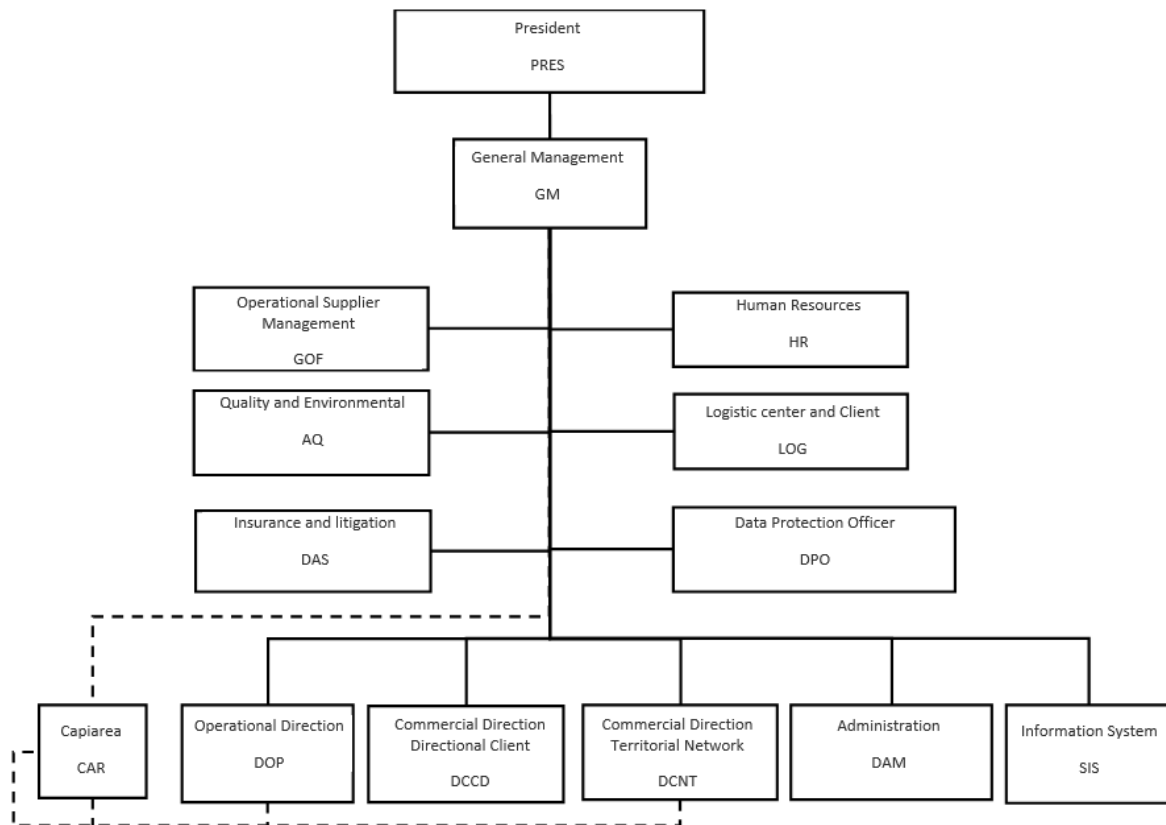 President
PRES
General Management
GM
Operational Supplier
Management
GOF
Human Resources
HR
Quality and Environmental
AQ
Logistic center and Client
LOG
Insurance and litigation
DAS
Data Protection Officer
DPO
Capiarea
CAR
Operational Direction
DOP
Commercial Direction
Directional Client
DCCD
Commercial Direction
Territorial Network
DCNT
Administration
DAM
Information System
SIS